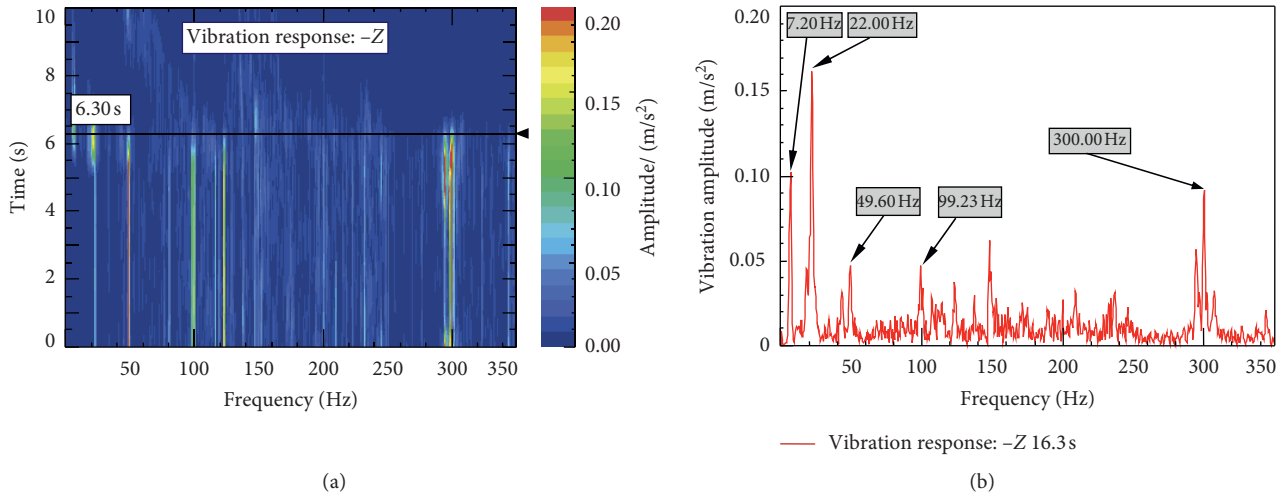 Vibration response: –Z
6.30 s
10
8
6
4
2
0
Time (s)
50
100
150
200
250
300
350
Frequency (Hz)
0.20
0.15
0.10
0.05
0.00
Amplitude/ (m/s²)
(a)
7.20 Hz
22.00 Hz
49.60 Hz
99.23 Hz
300.00 Hz
0.20
0.15
0.10
0.05
0
Vibration amplitude (m/s²)
50
100
150
200
250
300
350
Frequency (Hz)
Vibration response: –Z 16.3 s
(b)